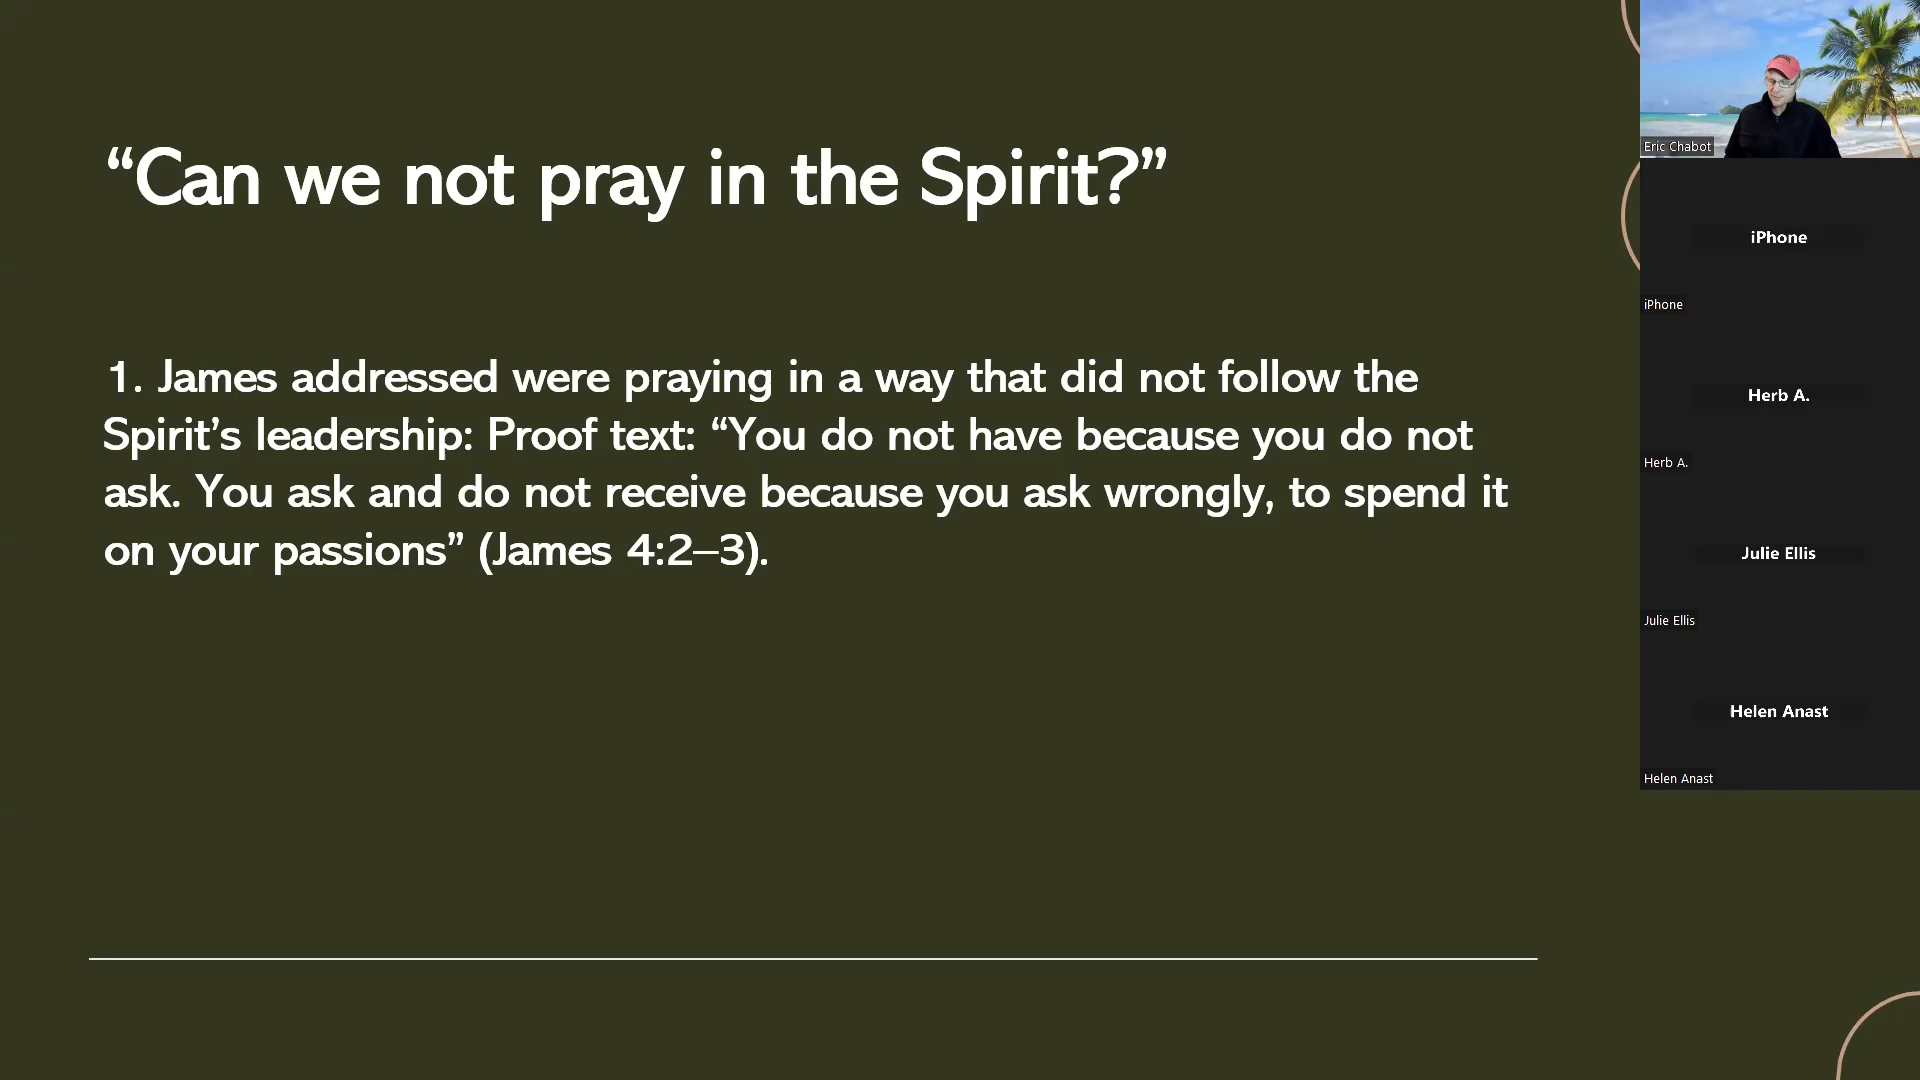 “Can we not pray in the Spirit?”
1. James addressed were praying in a way that did not follow the
Spirit’s leadership: Proof text: “You do not have because you do not
ask. You ask and do not receive because you ask wrongly, to spend it
on your passions” (James 4:2–3).
Eric Chabot
iPhone
iPhone
Herb A.
Herb A.
Julie Ellis
Julie Ellis
Helen Anast
Helen Anast